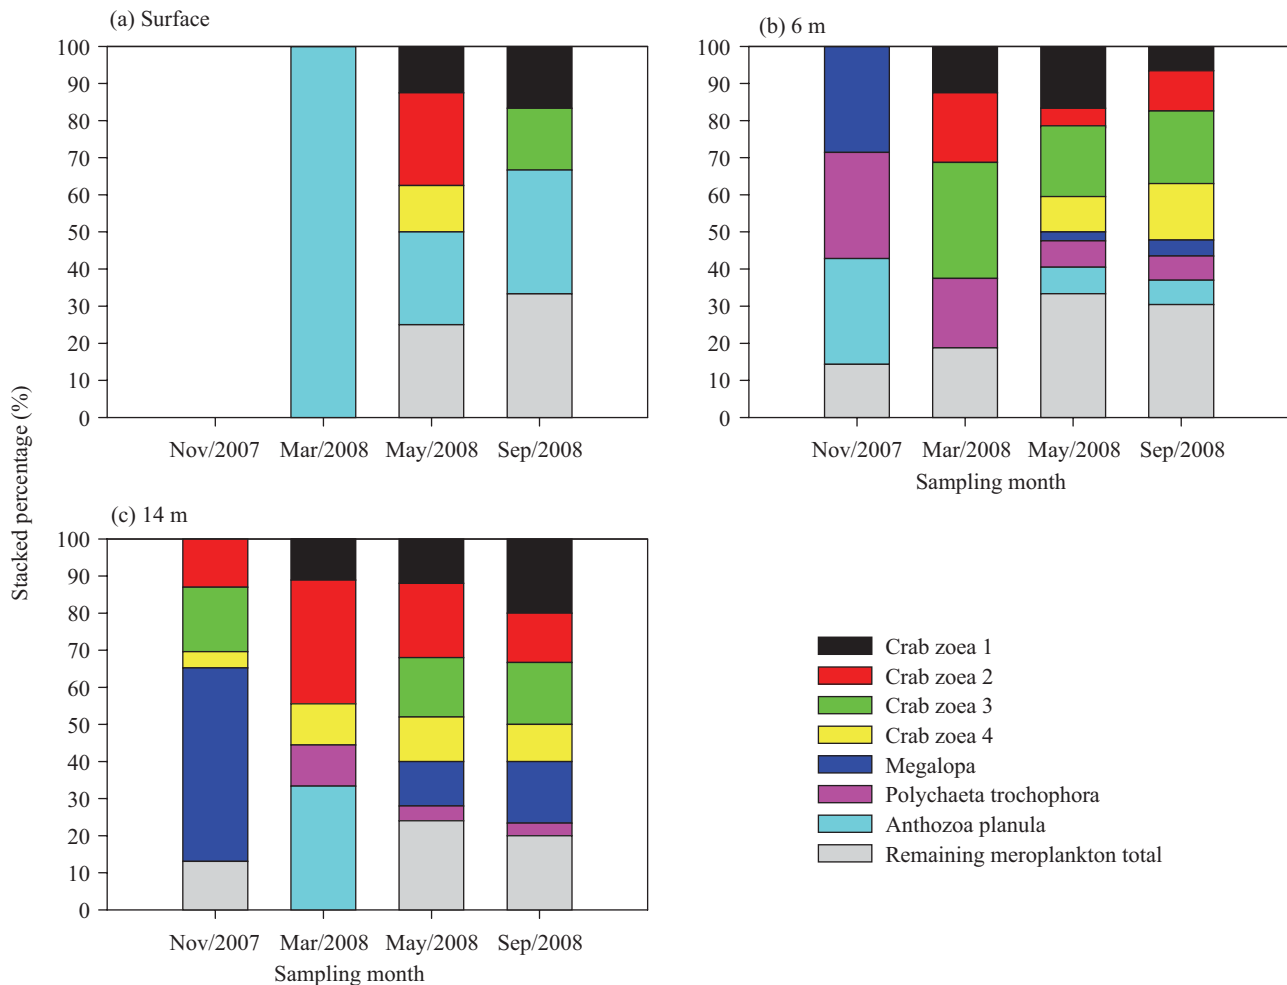 (a) Surface
100
90
80
70
60
50
40
30
20
10
0
Nov/2007 Mar/2008 May/2008 Sep/2008
(b) 6 m
100
90
80
70
60
50
40
30
20
10
0
Nov/2007 Mar/2008 May/2008 Sep/2008
Sampling month
Stacked percentage (%)
(c) 14 m
100
90
80
70
60
50
40
30
20
10
0
Nov/2007 Mar/2008 May/2008 Sep/2008
Sampling month
Crab zoea 1
Crab zoea 2
Crab zoea 3
Crab zoea 4
Megalopa
Polychaeta trochophora
Anthozoa planula
Remaining meroplankton total